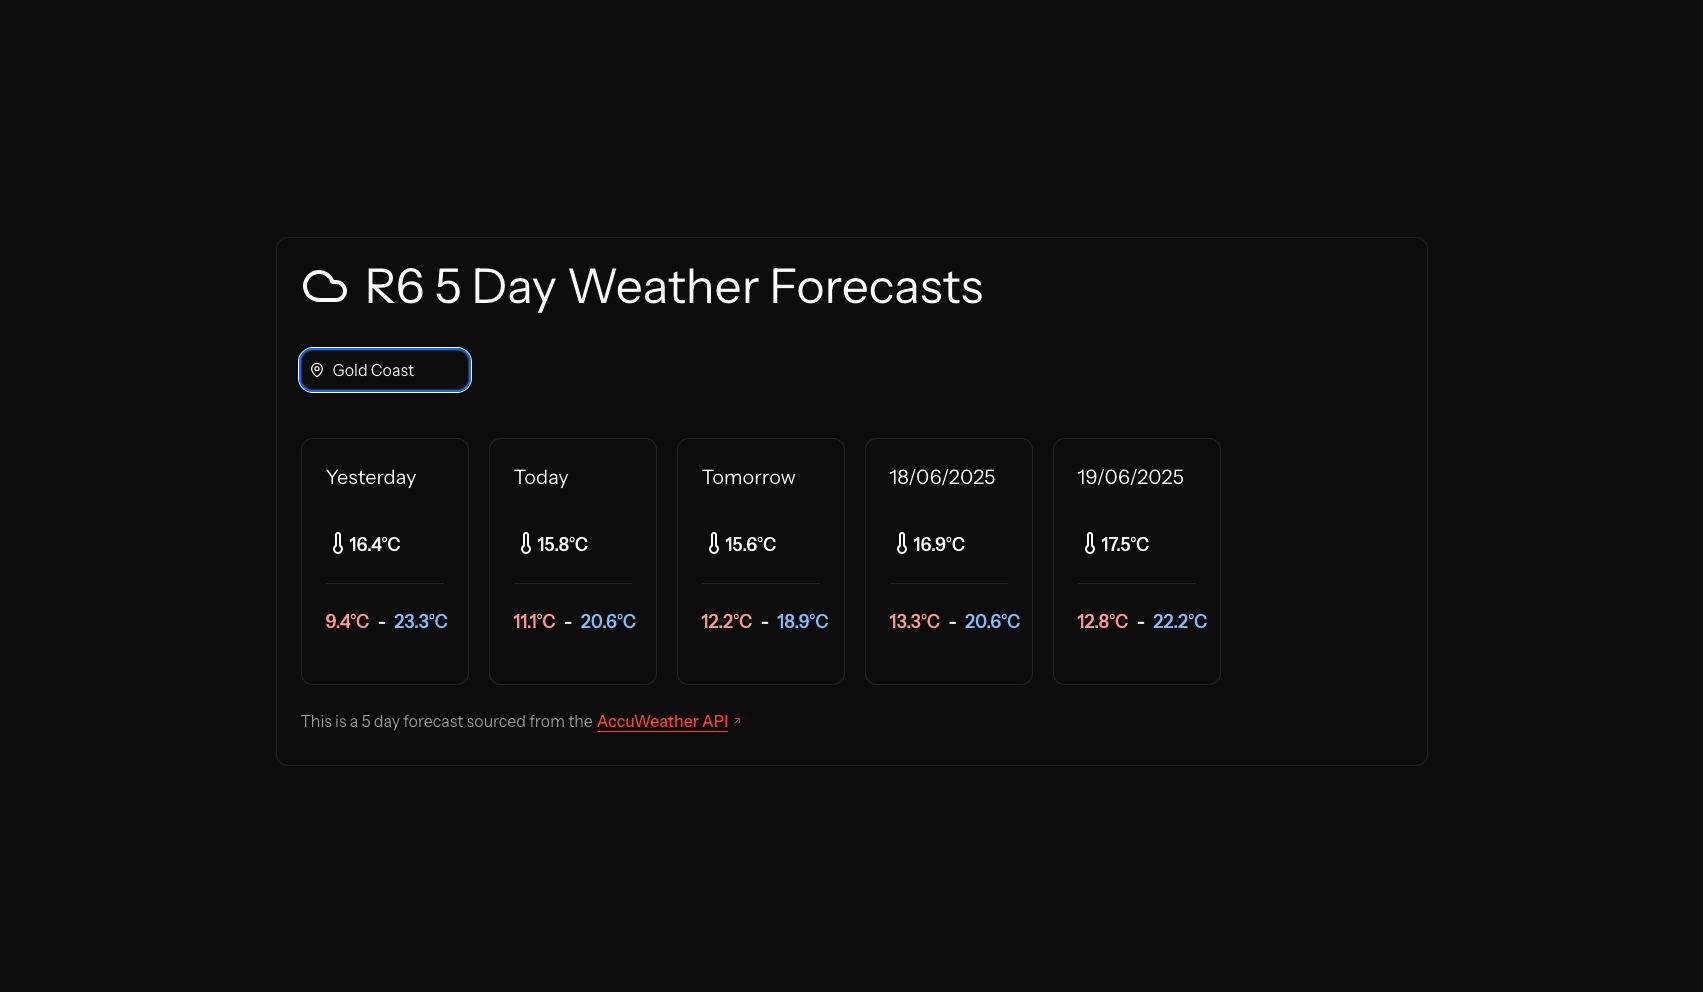 R6 5 Day Weather Forecasts
Gold Coast
Yesterday
16.4°C
9.4°C - 23.3°C
Today
15.8°C
11.1°C - 20.6°C
Tomorrow
15.6°C
12.2°C - 18.9°C
18/06/2025
16.9°C
13.3°C - 20.6°C
19/06/2025
17.5°C
12.8°C - 22.2°C
This is a 5 day forecast sourced from the AccuWeather API ↗